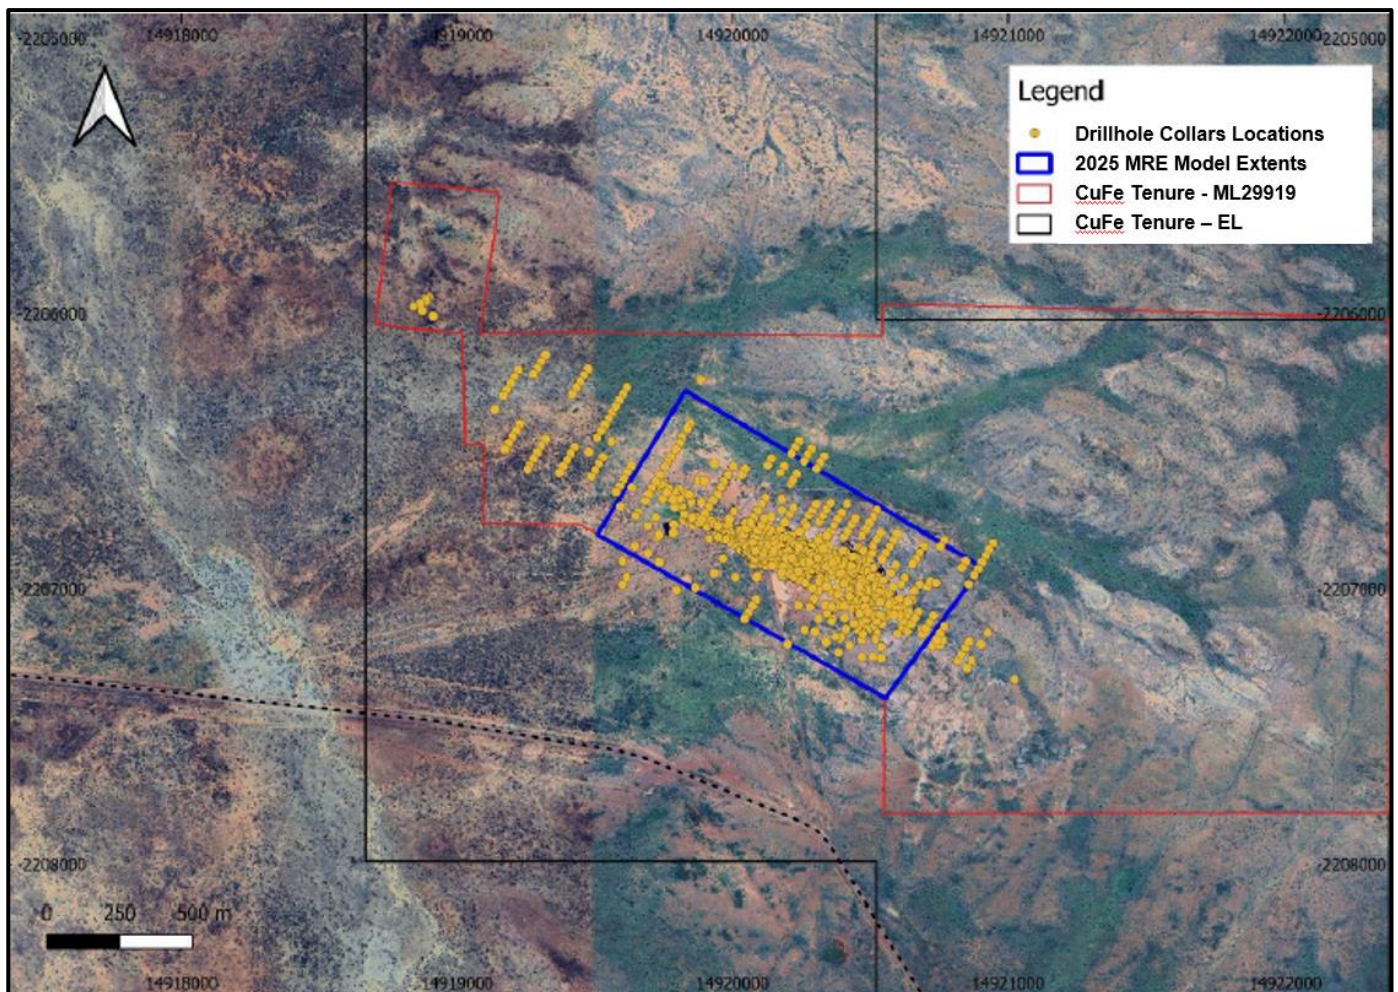 -2205000 14918000 14919000 14920000 14921000 14922000 -2205000
Legend
Drillhole Collars Locations
2025 MRE Model Extents
CuFe Tenure - ML29919
CuFe Tenure – EL
-2206000 -2206000
-2207000 -2207000
-2208000 -2208000
0 250 500 m
14918000 14919000 14920000 14921000 14922000